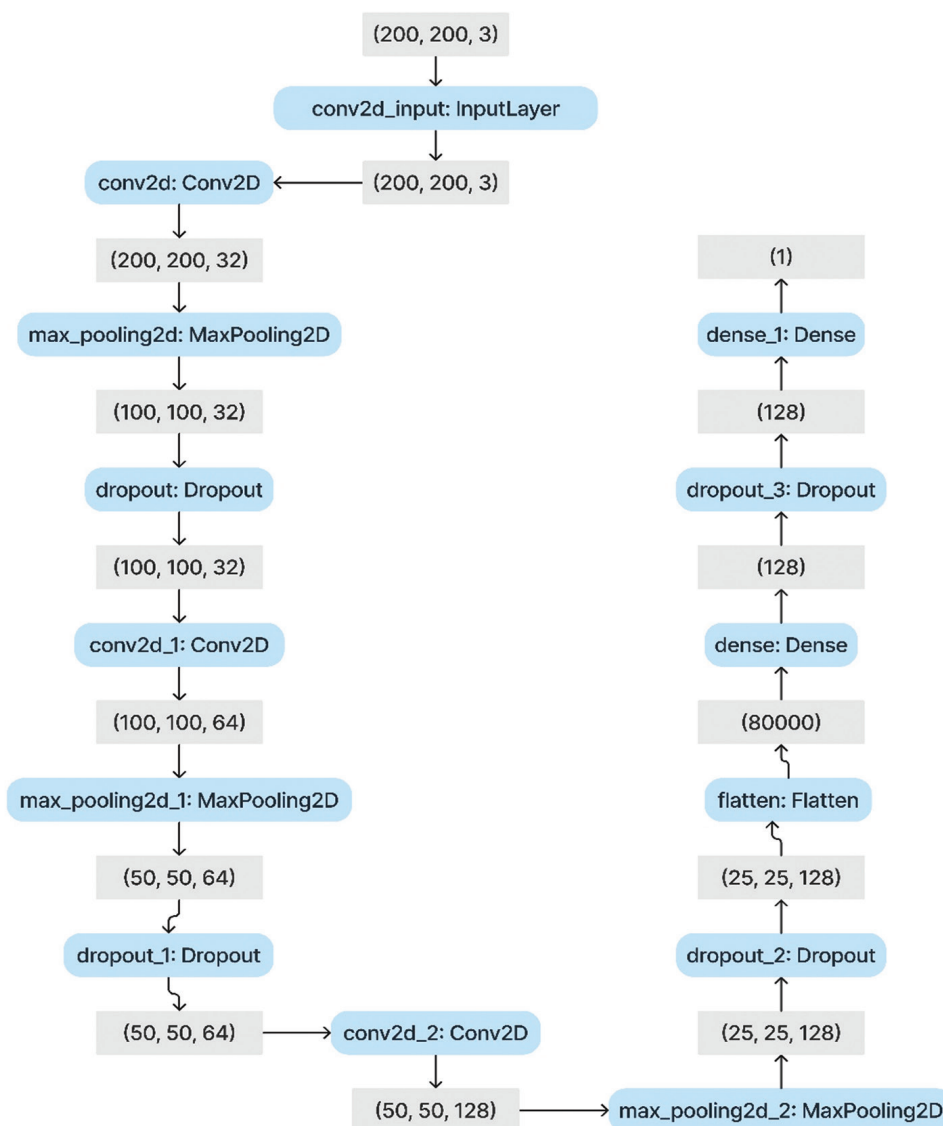 (200, 200, 3)
conv2d_input: InputLayer
(200, 200, 3)
conv2d: Conv2D
(200, 200, 32)
max_pooling2d: MaxPooling2D
(100, 100, 32)
dropout: Dropout
(100, 100, 32)
conv2d_1: Conv2D
(100, 100, 64)
max_pooling2d_1: MaxPooling2D
(50, 50, 64)
dropout_1: Dropout
(50, 50, 64)
conv2d_2: Conv2D
(50, 50, 128)
max_pooling2d_2: MaxPooling2D
(25, 25, 128)
dropout_2: Dropout
(25, 25, 128)
flatten: Flatten
(80000)
dense: Dense
(128)
dropout_3: Dropout
(128)
dense_1: Dense
(1)